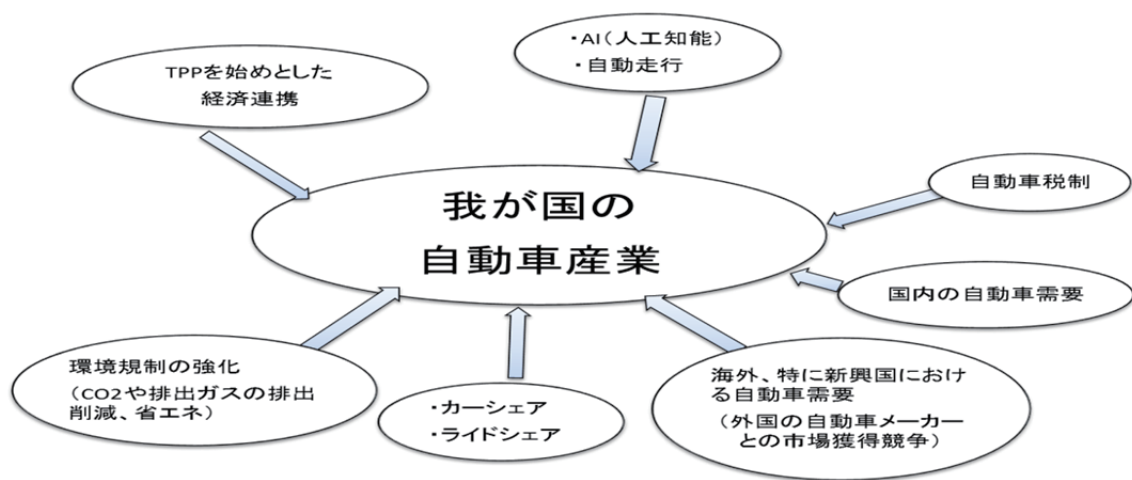 TPPを始めとした
経済連携
・AI(人工知能)
・自動走行
我が国の
自動車産業
自動車税制
国内の自動車需要
環境規制の強化
(CO2や排出ガスの排出
削減、省エネ)
・カーシェア
・ライドシェア
海外、特に新興国におけ
る自動車需要
(外国の自動車メーカー
との市場獲得競争)